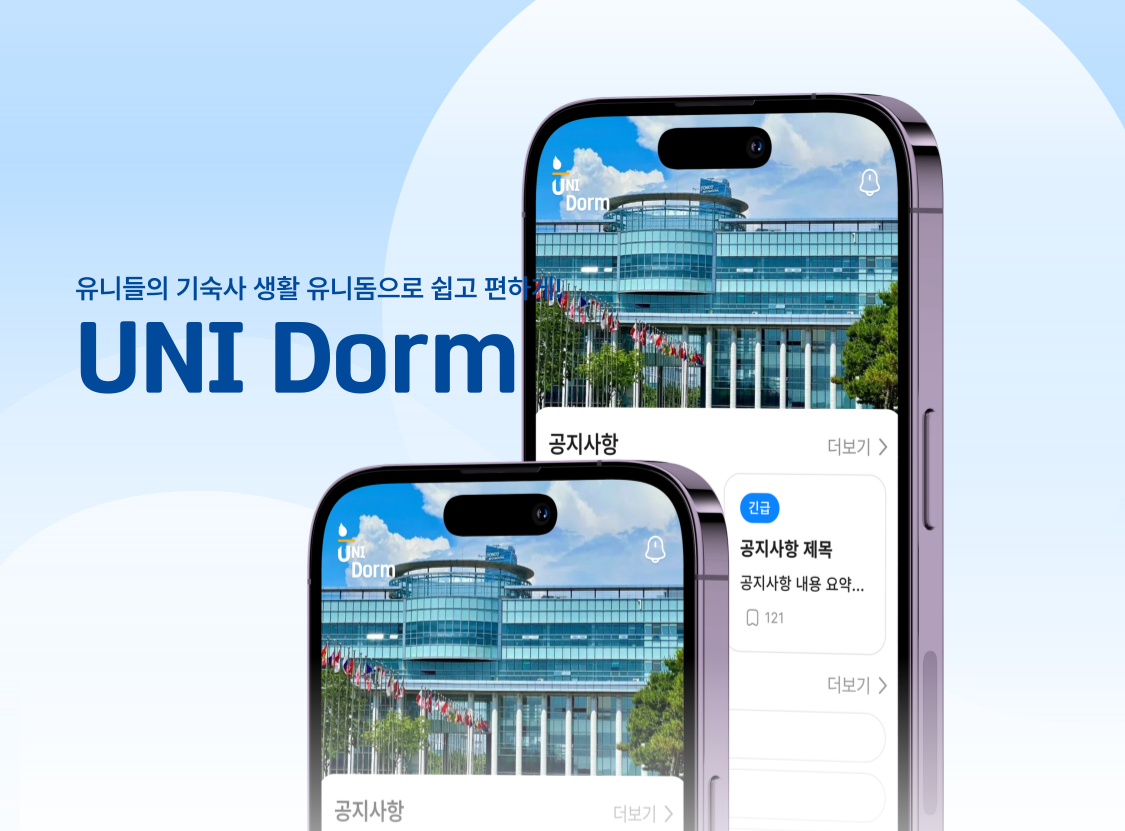 유니들의 기숙사 생활 유니돔으로 쉽고 편하게!
UNI Dorm
UNI
Dorm
공지사항
더보기
긴급
공지사항 제목
공지사항 내용 요약...
121
더보기
UNI
Dorm
공지사항
더보기